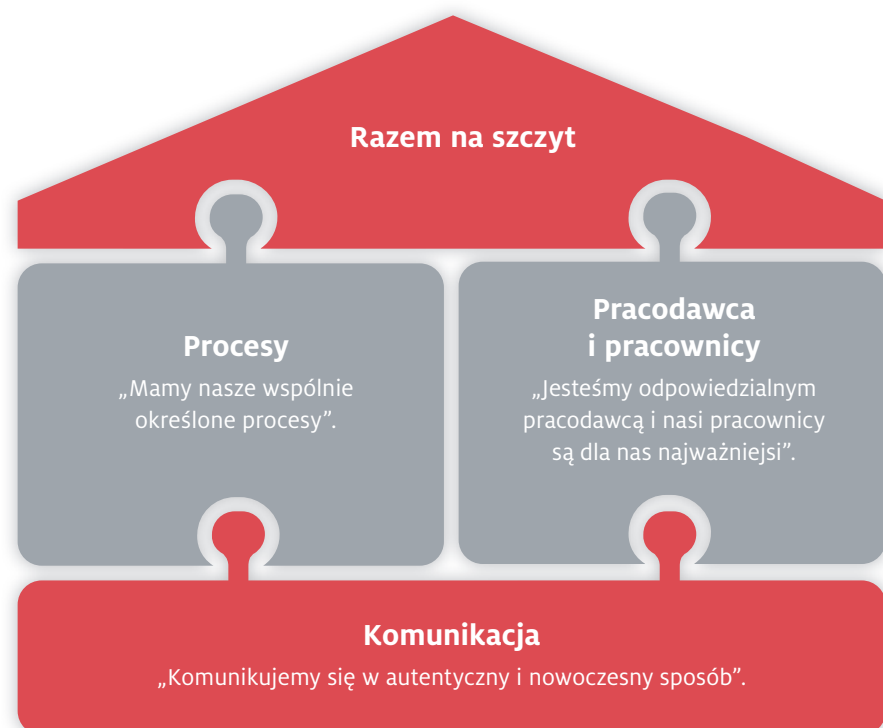 Razem na szczyt
Procesy
„Mamy nasze wspólnie
określone procesy”.
Pracodawca
i pracownicy
„Jesteśmy odpowiedzialnym
pracodawcą i nasi pracownicy
są dla nas najważniejsi”.
Komunikacja
„Komunikujemy się w autentyczny i nowoczesny sposób”.